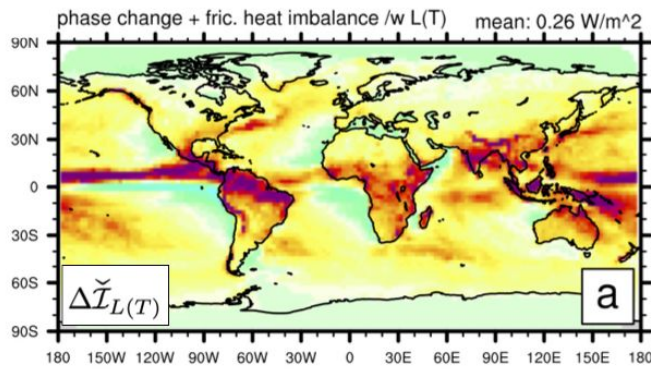 phase change + fric. heat imbalance /w L(T) mean: 0.26 W/m^2
90N
60N
30N
0
30S
60S
90S
Δ𝓘̌_{L(T)}
a
180 150W 120W 90W 60W 30W 0 30E 60E 90E 120E 150E 180